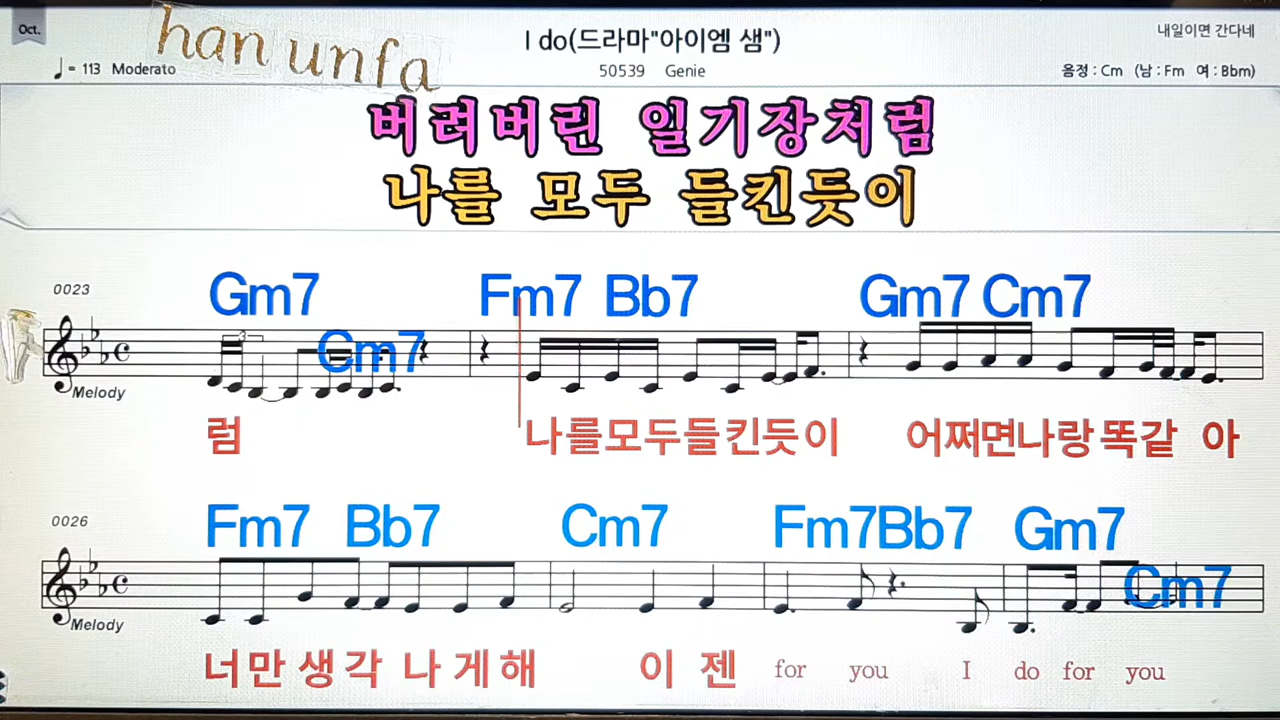 Oct.
han unfa
I do(드라마"아이엠 샘")
내일이면 간다네
♩= 113 Moderato
50539 Genie
음정 : Cm (남 : Fm 여 : Bbm)
버려버린 일기장처럼
나를 모두 들킨듯이
0023
Gm7 Cm7 Fm7 Bb7 Gm7 Cm7
3
Melody
럼 나를모두들킨듯이 어쩌면나랑똑같 아
0026
Fm7 Bb7 Cm7 Fm7 Bb7 Gm7 Cm7
Melody
너만생각 나게해 이 젠 for you I do for you